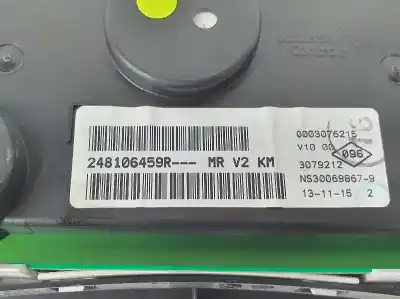 248106459R--- MR V2 KM
0003076215
V10 00
096
3079212
NS30069867-9
13-11-15 2